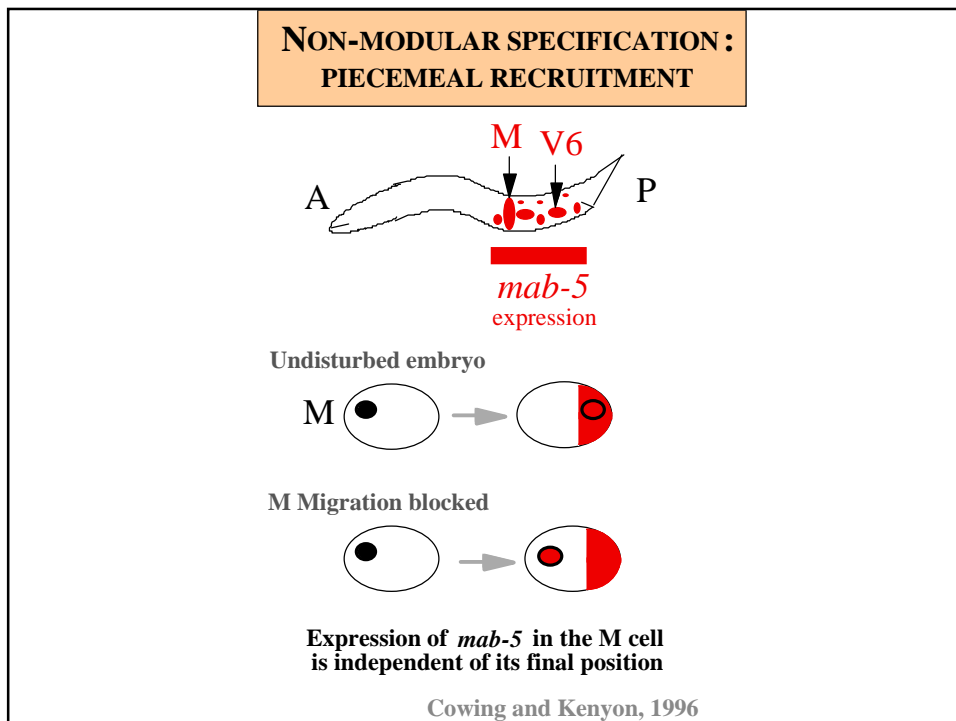 NON-MODULAR SPECIFICATION:
PIECEMEAL RECRUITMENT
M V6
A P
mab-5
expression
Undisturbed embryo
M
M Migration blocked
Expression of mab-5 in the M cell
is independent of its final position
Cowing and Kenyon, 1996